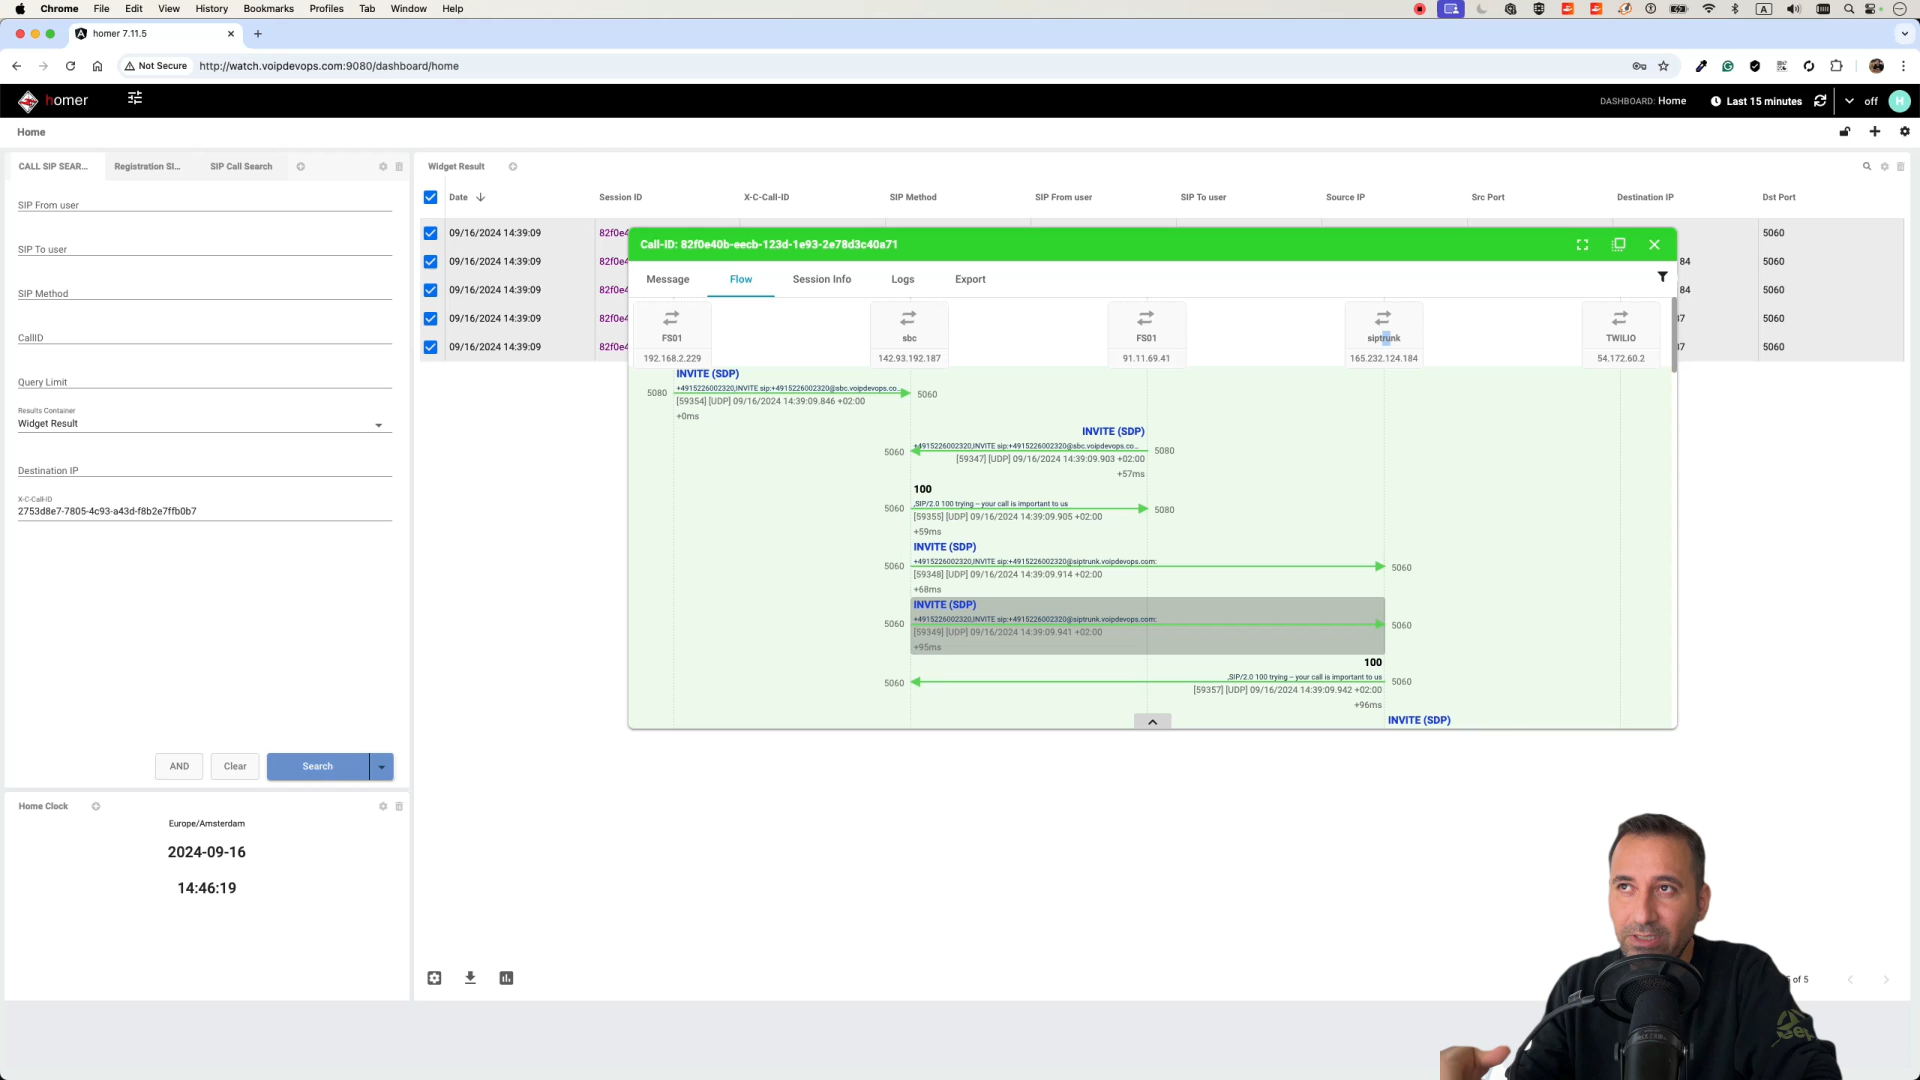 Chrome File Edit View History Bookmarks Profiles Tab Window Help
homer 7.11.5
Not Secure http://watch.voipdevops.com:9080/dashboard/home
homer
DASHBOARD: Home Last 15 minutes off H
Home
CALL SIP SEAR... Registration SI... SIP Call Search
SIP From user
SIP To user
SIP Method
CallID
Query Limit
Results Container
Widget Result
Destination IP
X-C-Call-ID
2753d8e7-7805-4c93-a43d-f8b2e7ffb0b7
AND Clear Search
Home Clock
Europe/Amsterdam
2024-09-16
14:46:19
Widget Result
Date Session ID X-C-Call-ID SIP Method SIP From user SIP To user Source IP Src Port Destination IP Dst Port
09/16/2024 14:39:09 82f0e4 5060
09/16/2024 14:39:09 82f0e4 84 5060
09/16/2024 14:39:09 82f0e4 84 5060
09/16/2024 14:39:09 82f0e4 37 5060
09/16/2024 14:39:09 82f0e4 37 5060
Call-ID: 82f0e40b-eecb-123d-1e93-2e78d3c40a71
Message Flow Session Info Logs Export
FS01 sbc FS01 siptrunk TWILIO
192.168.2.229 142.93.192.187 91.11.69.41 165.232.124.184 54.172.60.2
INVITE (SDP)
+4915226002320,INVITE sip:+4915226002320@sbc.voipdevops.co...
5080 5060
[59354] [UDP] 09/16/2024 14:39:09.846 +02:00
+0ms
INVITE (SDP)
+4915226002320,INVITE sip:+4915226002320@sbc.voipdevops.co...
5060 5080
[59347] [UDP] 09/16/2024 14:39:09.903 +02:00
+57ms
100
,SIP/2.0 100 trying -- your call is important to us
5060 5080
[59355] [UDP] 09/16/2024 14:39:09.905 +02:00
+59ms
INVITE (SDP)
+4915226002320,INVITE sip:+4915226002320@siptrunk.voipdevops.com:
5060 5060
[59348] [UDP] 09/16/2024 14:39:09.914 +02:00
+68ms
INVITE (SDP)
+4915226002320,INVITE sip:+4915226002320@siptrunk.voipdevops.com:
5060 5060
[59349] [UDP] 09/16/2024 14:39:09.941 +02:00
+95ms
100
,SIP/2.0 100 trying -- your call is important to us
5060 5060
[59357] [UDP] 09/16/2024 14:39:09.942 +02:00
+96ms
INVITE (SDP)
of 5